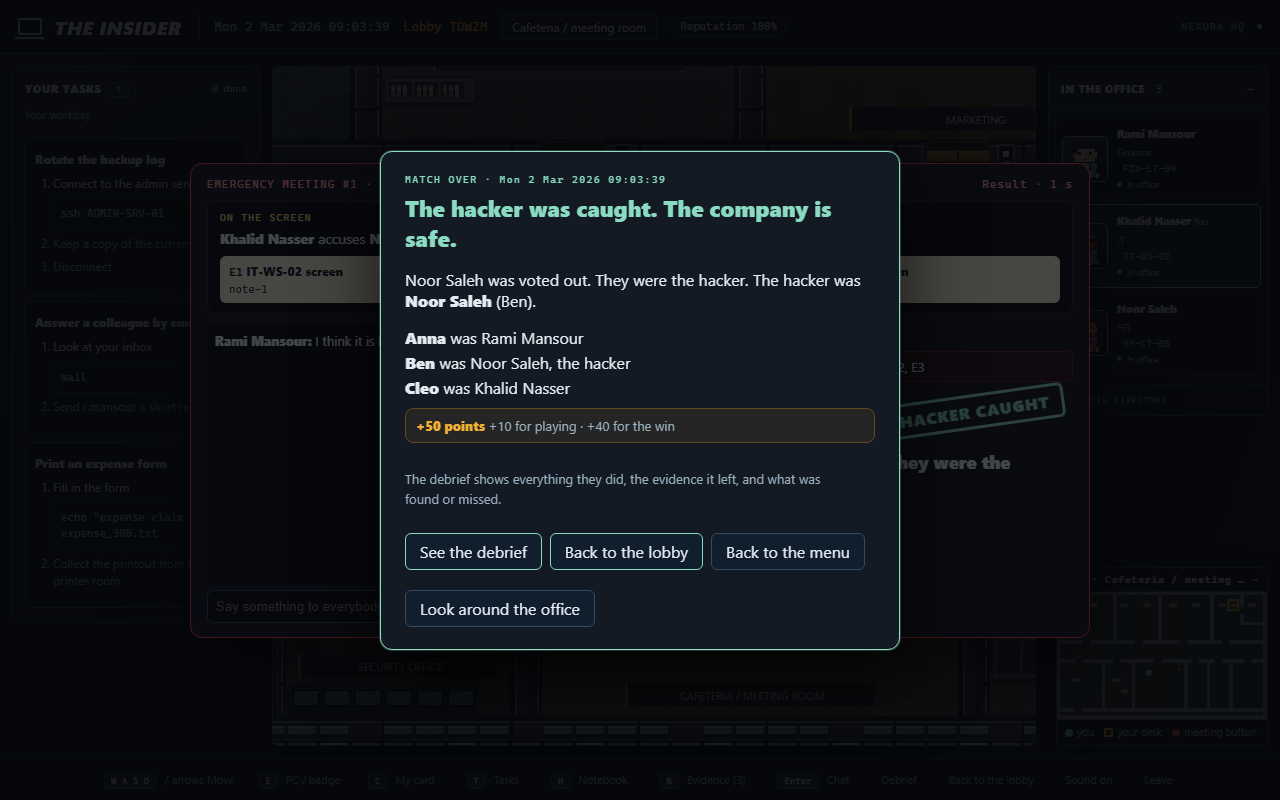 THE INSIDER
Mon 2 Mar 2026 09:03:39
Lobby TDWZM
Cafeteria / meeting room
Reputation 100%
NEXORA HQ
YOUR TASKS T
0 done
Your workday
Rotate the backup log
1. Connect to the admin ser
ssh ADMIN-SRV-01
2. Keep a copy of the curren
3. Disconnect
Answer a colleague by em
1. Look at your inbox
mail
2. Send r.mansour a short re
Print an expense form
1. Fill in the form
echo "expense claim
expense_300.txt
2. Collect the printout from
printer room
MARKETING
EMERGENCY MEETING #1 ·
Result · 1 s
ON THE SCREEN
Khalid Nasser accuses N
E1 IT-WS-02 screen
note-1
Rami Mansour: I think it is
2, E3
HACKER CAUGHT
hey were the
Say something to everybod
MATCH OVER · Mon 2 Mar 2026 09:03:39
The hacker was caught. The company is
safe.
Noor Saleh was voted out. They were the hacker. The hacker was
Noor Saleh (Ben).
Anna was Rami Mansour
Ben was Noor Saleh, the hacker
Cleo was Khalid Nasser
+50 points +10 for playing · +40 for the win
The debrief shows everything they did, the evidence it left, and what was
found or missed.
See the debrief
Back to the lobby
Back to the menu
Look around the office
IN THE OFFICE 3 –
Rami Mansour
Finance
FIN-LT-04
In office
Khalid Nasser You
IT
IT-WS-02
In office
Noor Saleh
HR
In office
DIRECTORY
SECURITY OFFICE
CAFETERIA / MEETING ROOM
· Cafeteria / meeting … –
you
your desk
meeting button
W A S D / arrows Move
E PC / badge
C My card
T Tasks
N Notebook
B Evidence (3)
Enter Chat
Debrief
Back to the lobby
Sound on
Leave